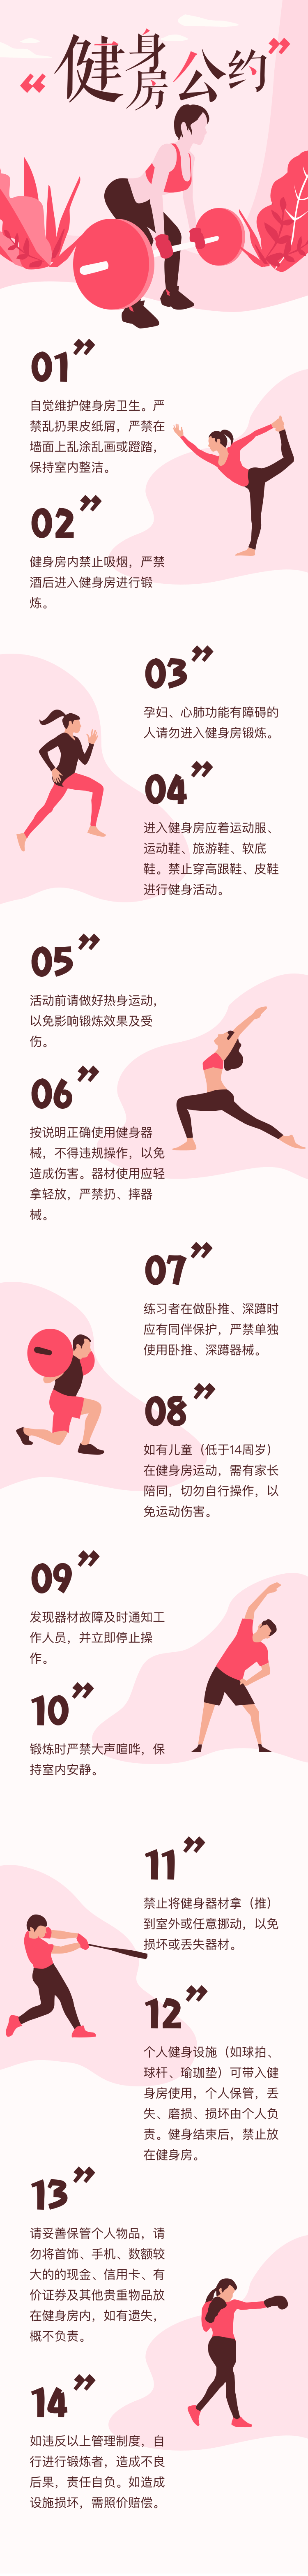 “健身房公约”
01”
自觉维护健身房卫生。严
禁乱扔果皮纸屑，严禁在
墙面上乱涂乱画或蹬踏，
保持室内整洁。
02”
健身房内禁止吸烟，严禁
酒后进入健身房进行锻
炼。
03”
孕妇、心肺功能有障碍的
人请勿进入健身房锻炼。
04”
进入健身房应着运动服、
运动鞋、旅游鞋、软底
鞋。禁止穿高跟鞋、皮鞋
进行健身活动。
05”
活动前请做好热身运动，
以免影响锻炼效果及受
伤。
06”
按说明正确使用健身器
械，不得违规操作，以免
造成伤害。器材使用应轻
拿轻放，严禁扔、摔器
械。
07”
练习者在做卧推、深蹲时
应有同伴保护，严禁单独
使用卧推、深蹲器械。
08”
如有儿童（低于14周岁）
在健身房运动，需有家长
陪同，切勿自行操作，以
免运动伤害。
09”
发现器材故障及时通知工
作人员，并立即停止操
作。
10”
锻炼时严禁大声喧哗，保
持室内安静。
11”
禁止将健身器材拿（推）
到室外或任意挪动，以免
损坏或丢失器材。
12”
个人健身设施（如球拍、
球杆、瑜珈垫）可带入健
身房使用，个人保管，丢
失、磨损、损坏由个人负
责。健身结束后，禁止放
在健身房。
13”
请妥善保管个人物品，请
勿将首饰、手机、数额较
大的的现金、信用卡、有
价证券及其他贵重物品放
在健身房内，如有遗失，
概不负责。
14”
如违反以上管理制度，自
行进行锻炼者，造成不良
后果，责任自负。如造成
设施损坏，需照价赔偿。